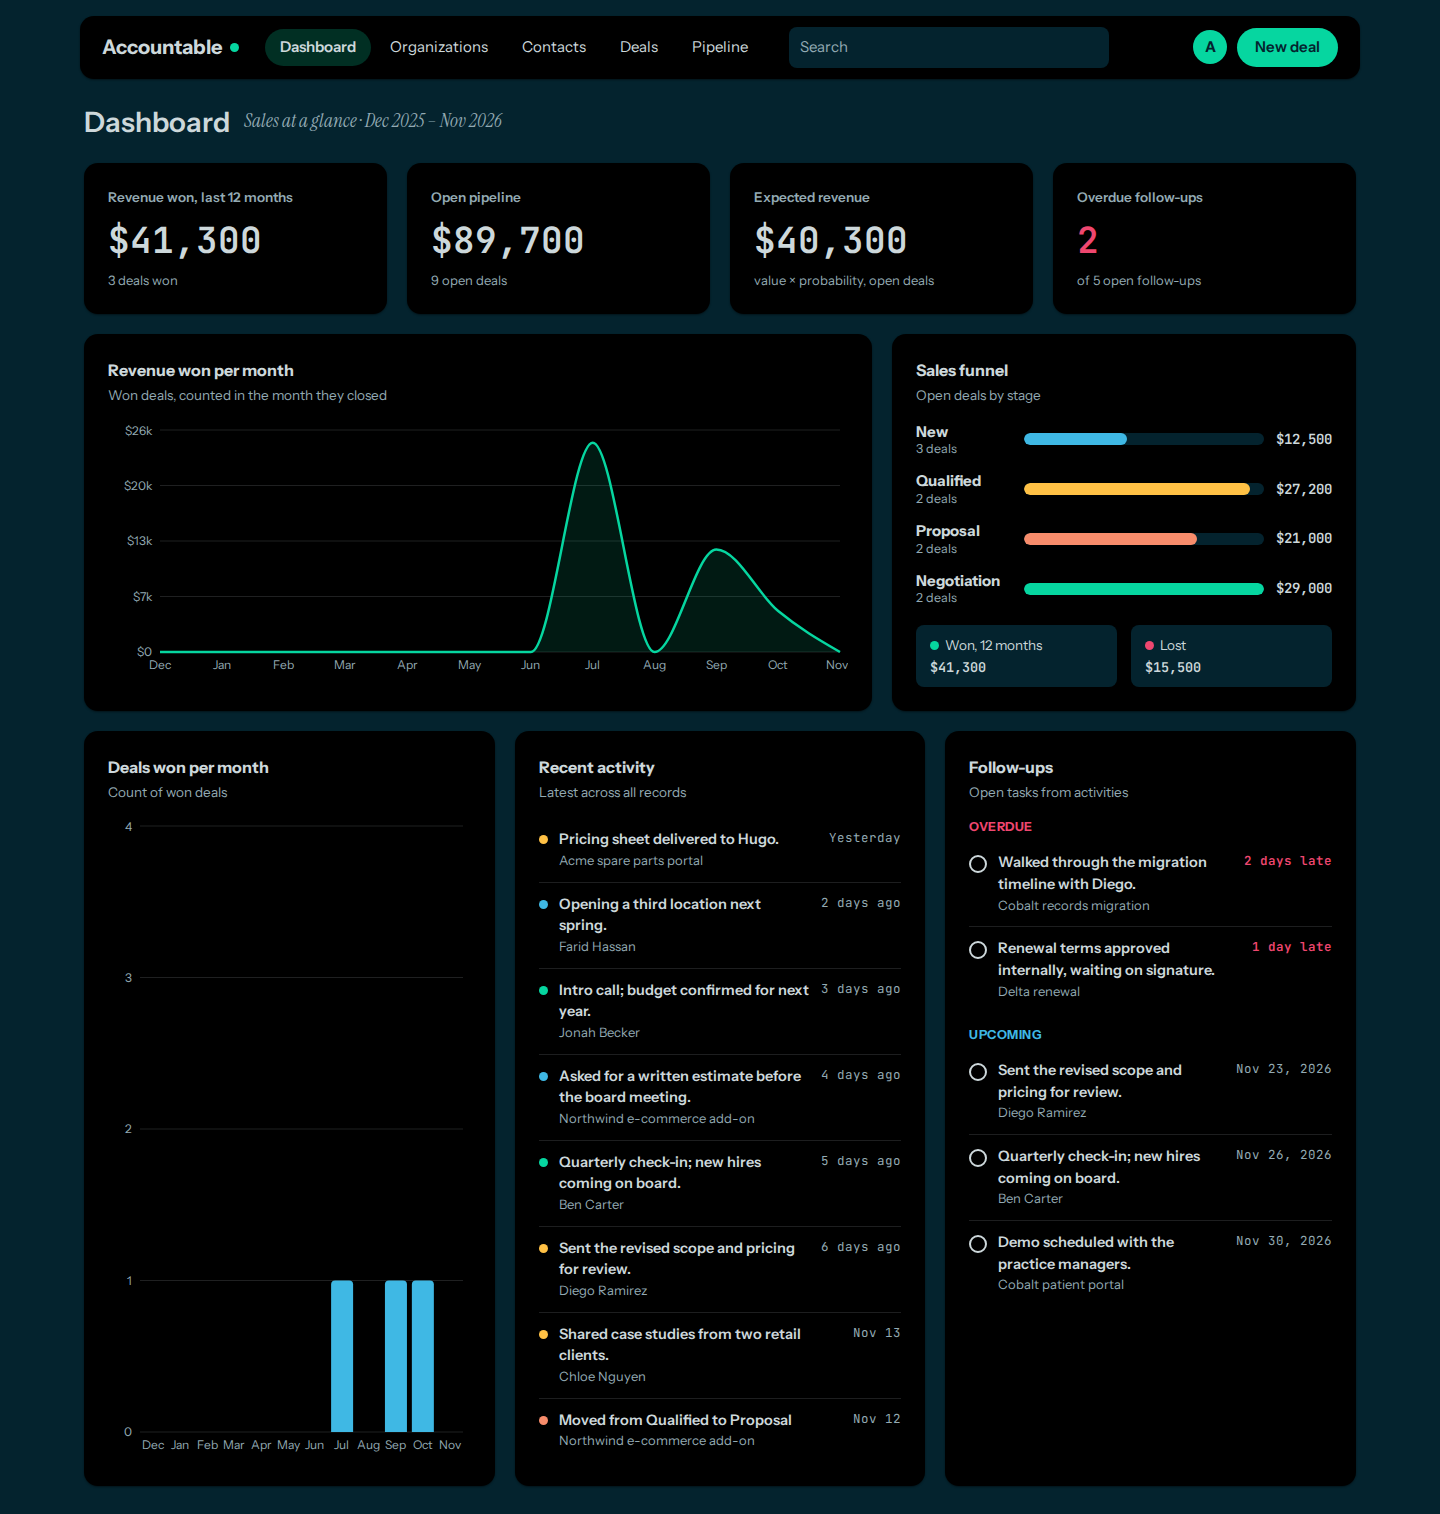 Accountable
Dashboard
Organizations
Contacts
Deals
Pipeline
Search
A
New deal
Dashboard
Sales at a glance · Dec 2025 – Nov 2026
Revenue won, last 12 months
$41,300
3 deals won
Open pipeline
$89,700
9 open deals
Expected revenue
$40,300
value × probability, open deals
Overdue follow-ups
2
of 5 open follow-ups
Revenue won per month
Won deals, counted in the month they closed
$26k
$20k
$13k
$7k
$0
Dec Jan Feb Mar Apr May Jun Jul Aug Sep Oct Nov
Sales funnel
Open deals by stage
New
3 deals
$12,500
Qualified
2 deals
$27,200
Proposal
2 deals
$21,000
Negotiation
2 deals
$29,000
Won, 12 months
$41,300
Lost
$15,500
Deals won per month
Count of won deals
4
3
2
1
0
Dec Jan Feb Mar Apr May Jun Jul Aug Sep Oct Nov
Recent activity
Latest across all records
Pricing sheet delivered to Hugo. Yesterday
Acme spare parts portal
Opening a third location next 2 days ago
spring.
Farid Hassan
Intro call; budget confirmed for next 3 days ago
year.
Jonah Becker
Asked for a written estimate before 4 days ago
the board meeting.
Northwind e-commerce add-on
Quarterly check-in; new hires 5 days ago
coming on board.
Ben Carter
Sent the revised scope and pricing 6 days ago
for review.
Diego Ramirez
Shared case studies from two retail Nov 13
clients.
Chloe Nguyen
Moved from Qualified to Proposal Nov 12
Northwind e-commerce add-on
Follow-ups
Open tasks from activities
OVERDUE
Walked through the migration 2 days late
timeline with Diego.
Cobalt records migration
Renewal terms approved 1 day late
internally, waiting on signature.
Delta renewal
UPCOMING
Sent the revised scope and Nov 23, 2026
pricing for review.
Diego Ramirez
Quarterly check-in; new hires Nov 26, 2026
coming on board.
Ben Carter
Demo scheduled with the Nov 30, 2026
practice managers.
Cobalt patient portal